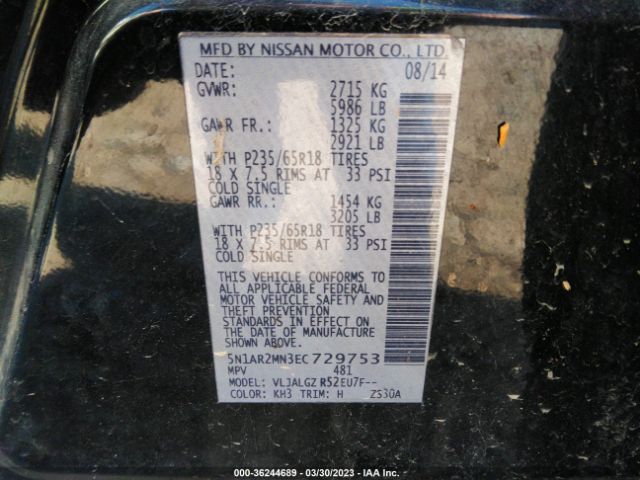 MFD BY NISSAN MOTOR CO., LTD.
DATE: 08/14
GVWR: 2715 KG
5986 LB
GAWR FR.: 1325 KG
2921 LB
WITH P235/65R18 TIRES
18 X 7.5 RIMS AT 33 PSI
COLD SINGLE
GAWR RR.: 1454 KG
3205 LB
WITH P235/65R18 TIRES
18 X 7.5 RIMS AT 33 PSI
COLD SINGLE
THIS VEHICLE CONFORMS TO
ALL APPLICABLE FEDERAL
MOTOR VEHICLE SAFETY AND
THEFT PREVENTION
STANDARDS IN EFFECT ON
THE DATE OF MANUFACTURE
SHOWN ABOVE.
5N1AR2MN3EC729753
MPV 481
MODEL: VLJALGZ R52EU7F--
COLOR: KH3 TRIM: H ZS30A
000-36244689 - 03/30/2023 - IAA Inc.